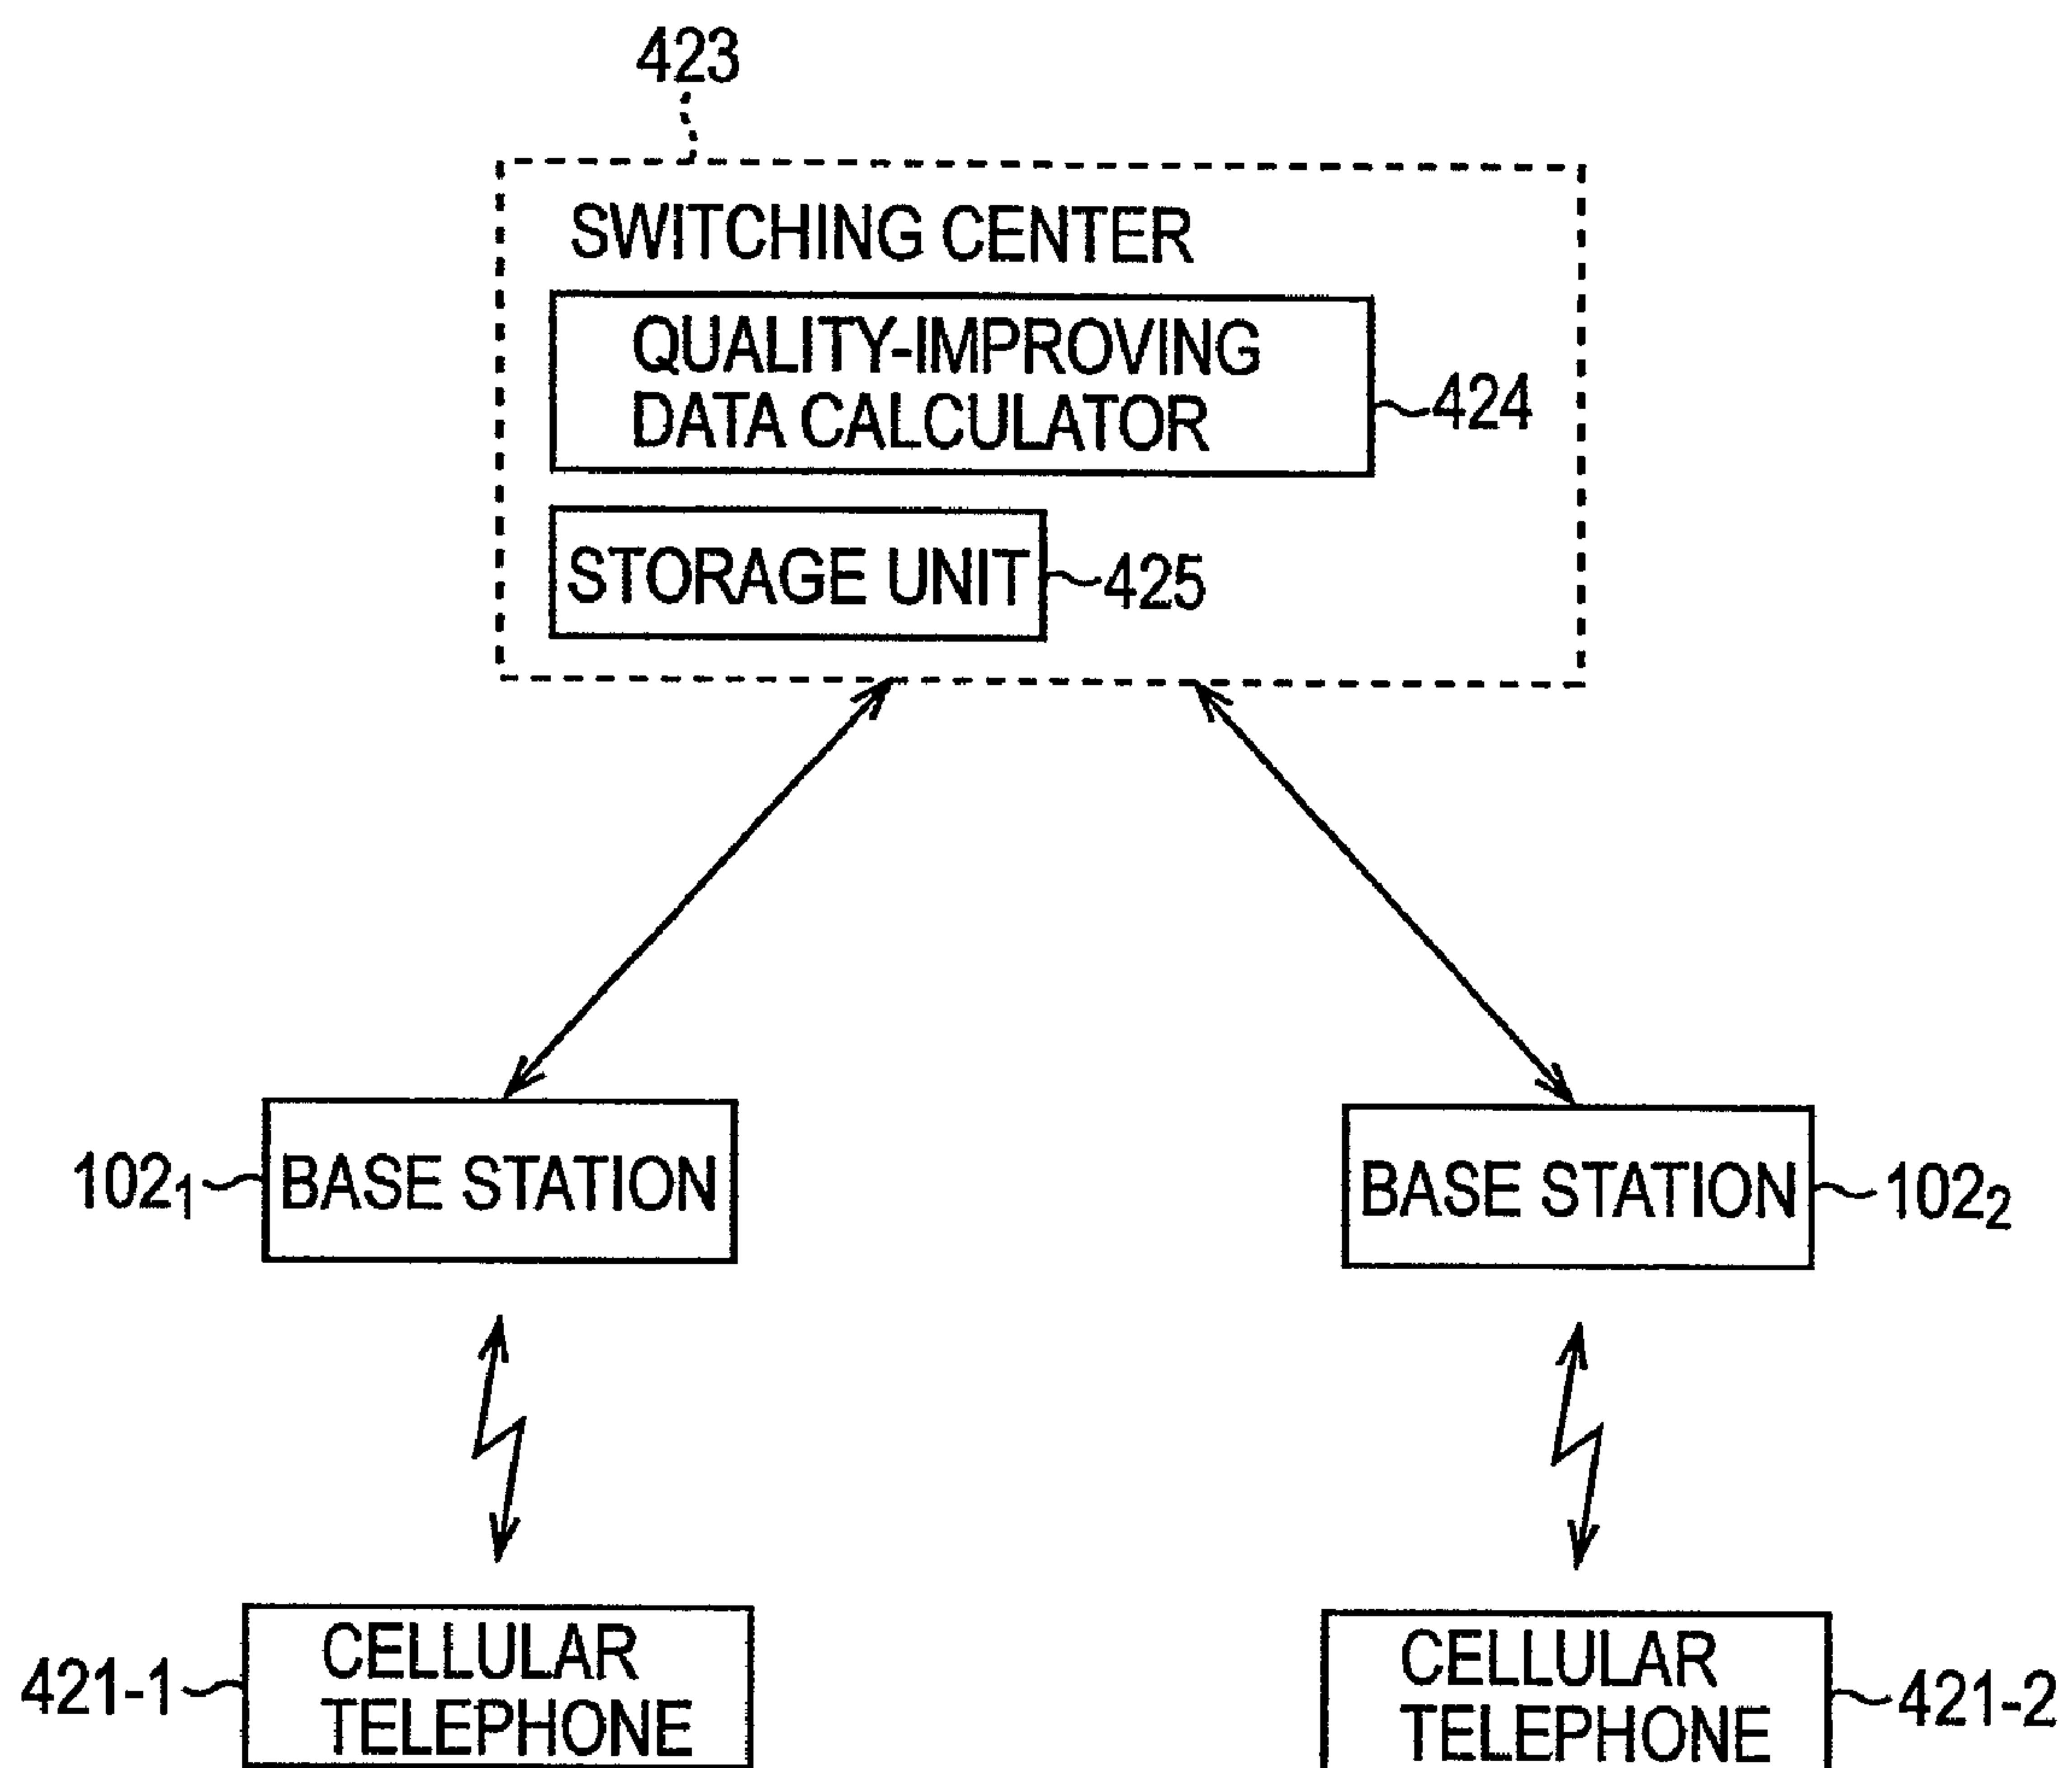 423
SWITCHING CENTER
QUALITY-IMPROVING
DATA CALCULATOR
424
STORAGE UNIT
425
102₁
BASE STATION
BASE STATION
102₂
421-1
CELLULAR
TELEPHONE
CELLULAR
TELEPHONE
421-2